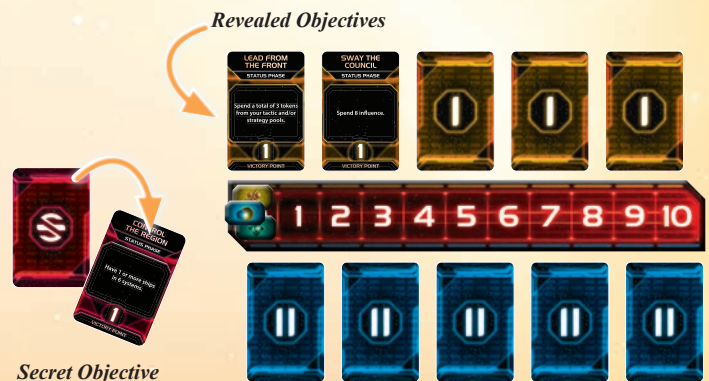 Revealed Objectives
LEAD FROM
THE FRONT
STATUS PHASE
Spend a total of 3 tokens
from your tactic and/or
strategy pools.
1
VICTORY POINT
SWAY THE
COUNCIL
STATUS PHASE
Spend 8 influence.
1
VICTORY POINT
I
I
I
S
CONTROL
THE REGION
STATUS PHASE
Have 1 or more ships
in 6 systems.
1
VICTORY POINT
1 2 3 4 5 6 7 8 9 10
II
II
II
II
II
Secret Objective